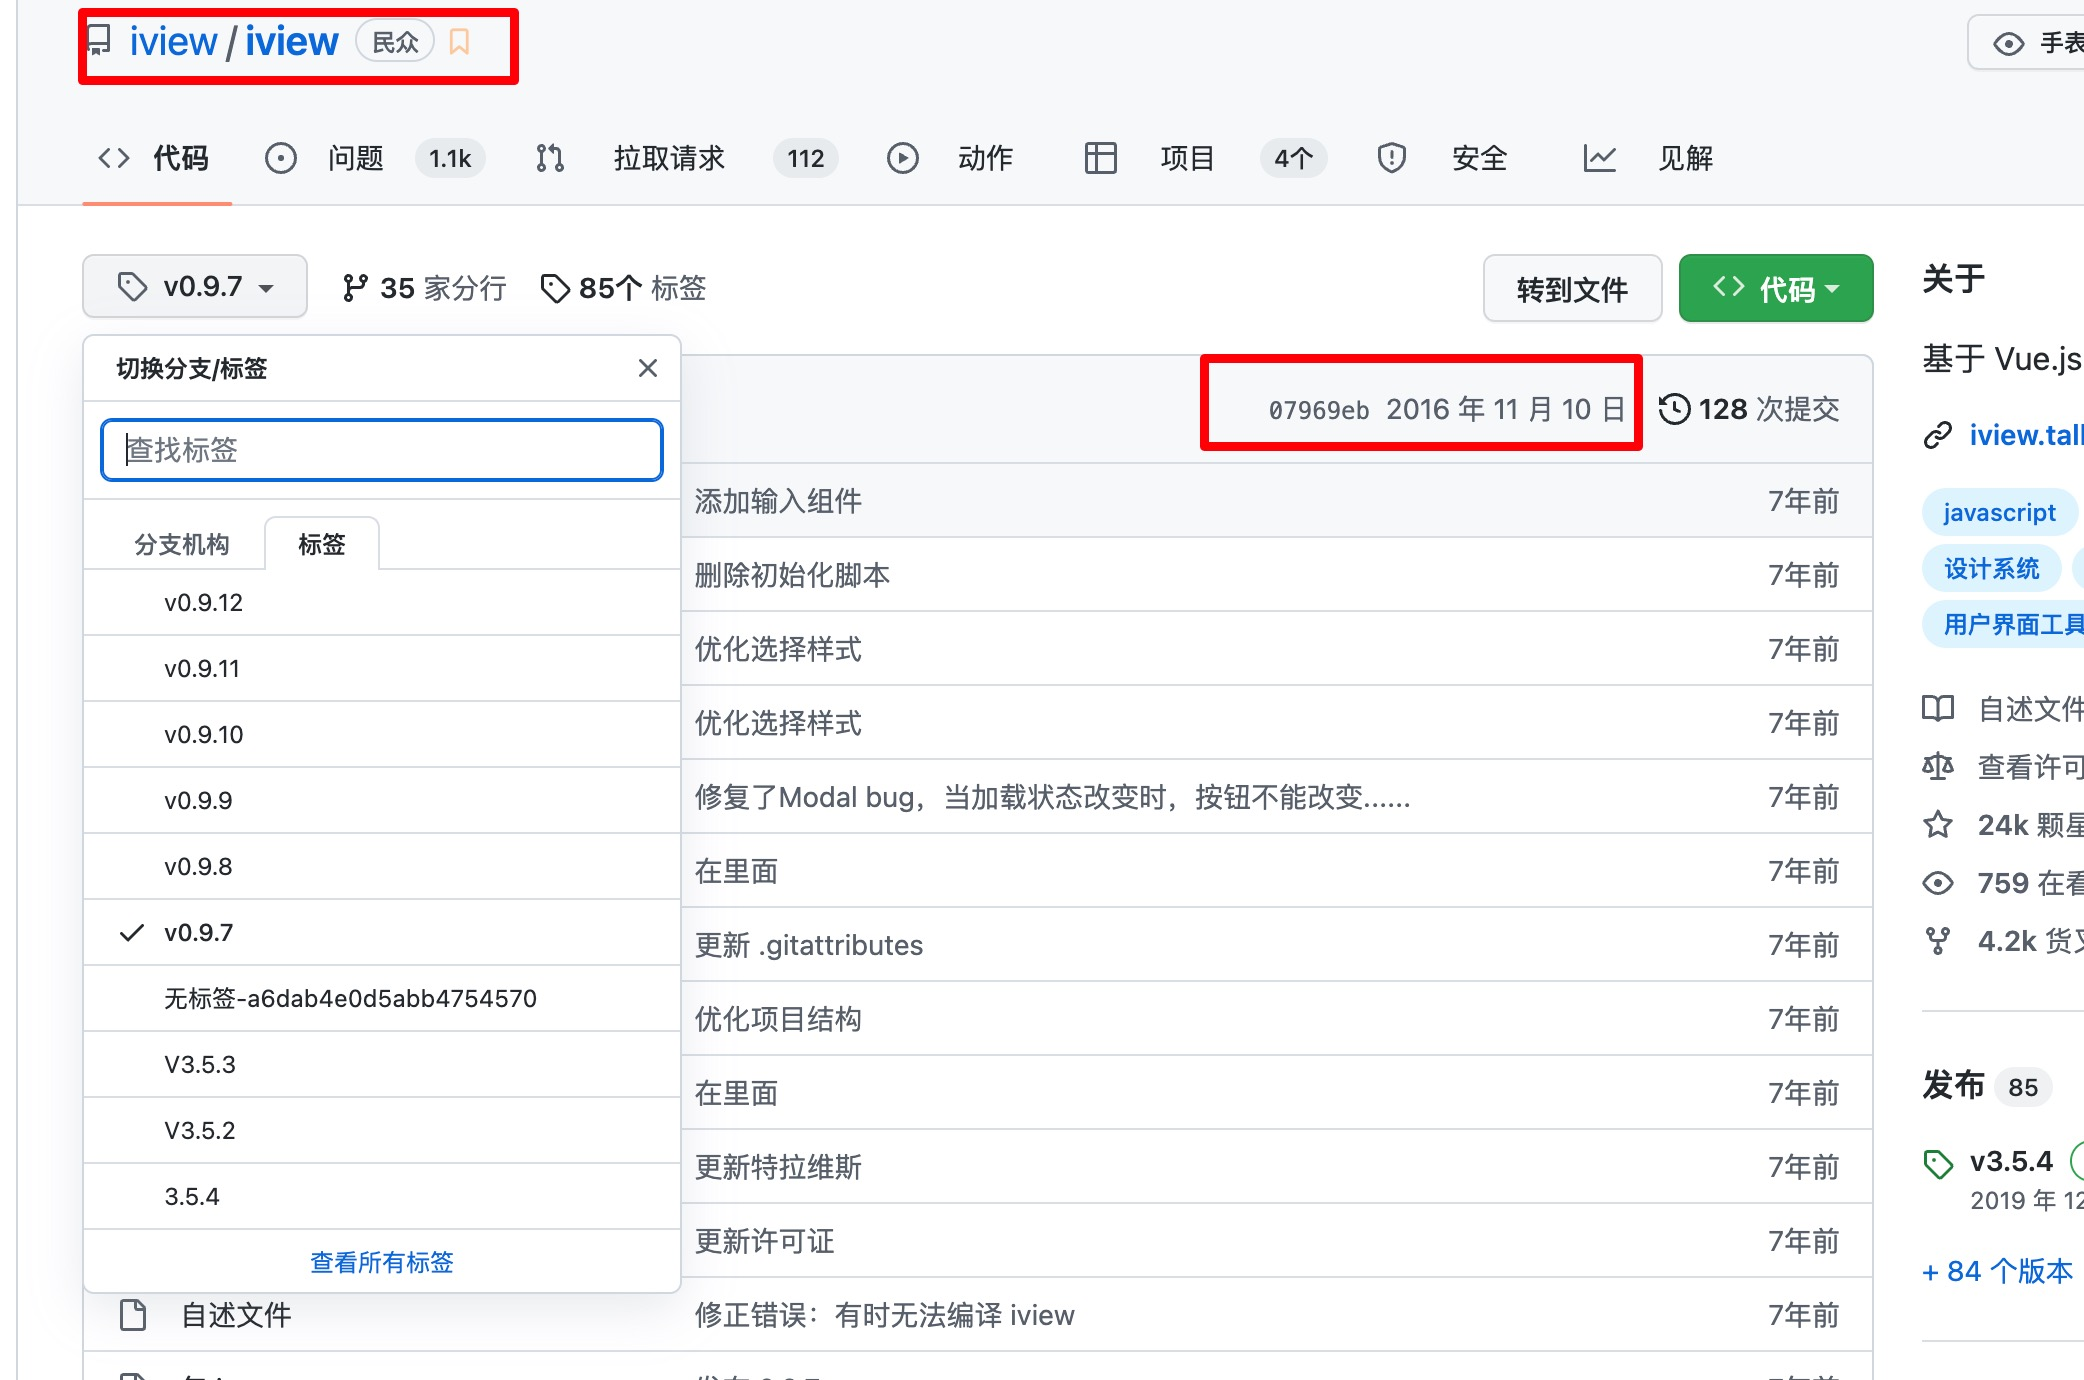 iview / iview 民众
手表
代码 问题 1.1k 拉取请求 112 动作 项目 4个 安全 见解
v0.9.7 35 家分行 85个 标签 转到文件 代码
关于
切换分支/标签
查找标签
分支机构 标签
v0.9.12
v0.9.11
v0.9.10
v0.9.9
v0.9.8
v0.9.7
无标签-a6dab4e0d5abb4754570
V3.5.3
V3.5.2
3.5.4
查看所有标签
07969eb 2016 年 11 月 10 日 128 次提交
添加输入组件 7年前
删除初始化脚本 7年前
优化选择样式 7年前
优化选择样式 7年前
修复了Modal bug，当加载状态改变时，按钮不能改变...... 7年前
在里面 7年前
更新 .gitattributes 7年前
优化项目结构 7年前
在里面 7年前
更新特拉维斯 7年前
更新许可证 7年前
自述文件 修正错误：有时无法编译 iview 7年前
基于 Vue.js
iview.tal
javascript
设计系统
用户界面工具
自述文件
查看许可
24k 颗星
759 在看
4.2k 货叉
发布 85
v3.5.4
2019 年 12
+ 84 个版本